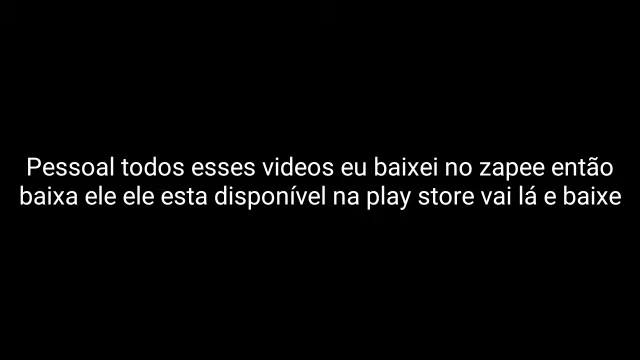 Pessoal todos esses videos eu baixei no zapee então
baixa ele ele esta disponível na play store vai lá e baixe